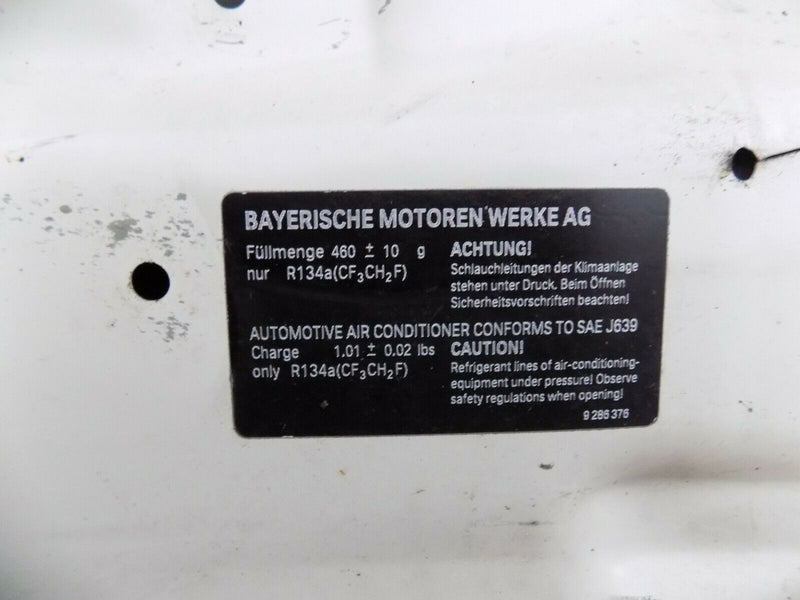 BAYERISCHE MOTOREN WERKE AG
Füllmenge 460 ± 10 g
nur R134a(CF₃CH₂F)
ACHTUNG!
Schlauchleitungen der Klimaanlage
stehen unter Druck. Beim Öffnen
Sicherheitsvorschriften beachten!
AUTOMOTIVE AIR CONDITIONER CONFORMS TO SAE J639
Charge 1.01 ± 0.02 lbs
only R134a(CF₃CH₂F)
CAUTION!
Refrigerant lines of air-conditioning-
equipment under pressure! Observe
safety regulations when opening!
9 286 376